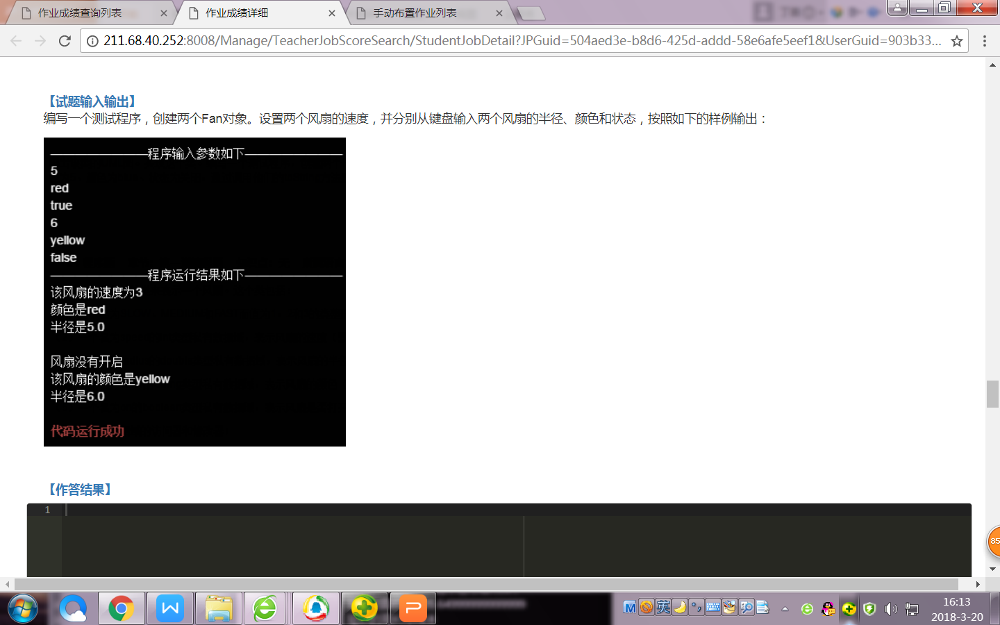 作业成绩查询列表
作业成绩详细
手动布置作业列表
211.68.40.252:8008/Manage/TeacherJobScoreSearch/StudentJobDetail?JPGuid=504aed3e-b8d6-425d-addd-58e6afe5eef1&UserGuid=903b33...
【试题输入输出】
编写一个测试程序，创建两个Fan对象。设置两个风扇的速度，并分别从键盘输入两个风扇的半径、颜色和状态，按照如下的样例输出：
————————程序输入参数如下————————
5
red
true
6
yellow
false
————————程序运行结果如下————————
该风扇的速度为3
颜色是red
半径是5.0
风扇没有开启
该风扇的颜色是yellow
半径是6.0
代码运行成功
【作答结果】
1
85
英
16:13
2018-3-20